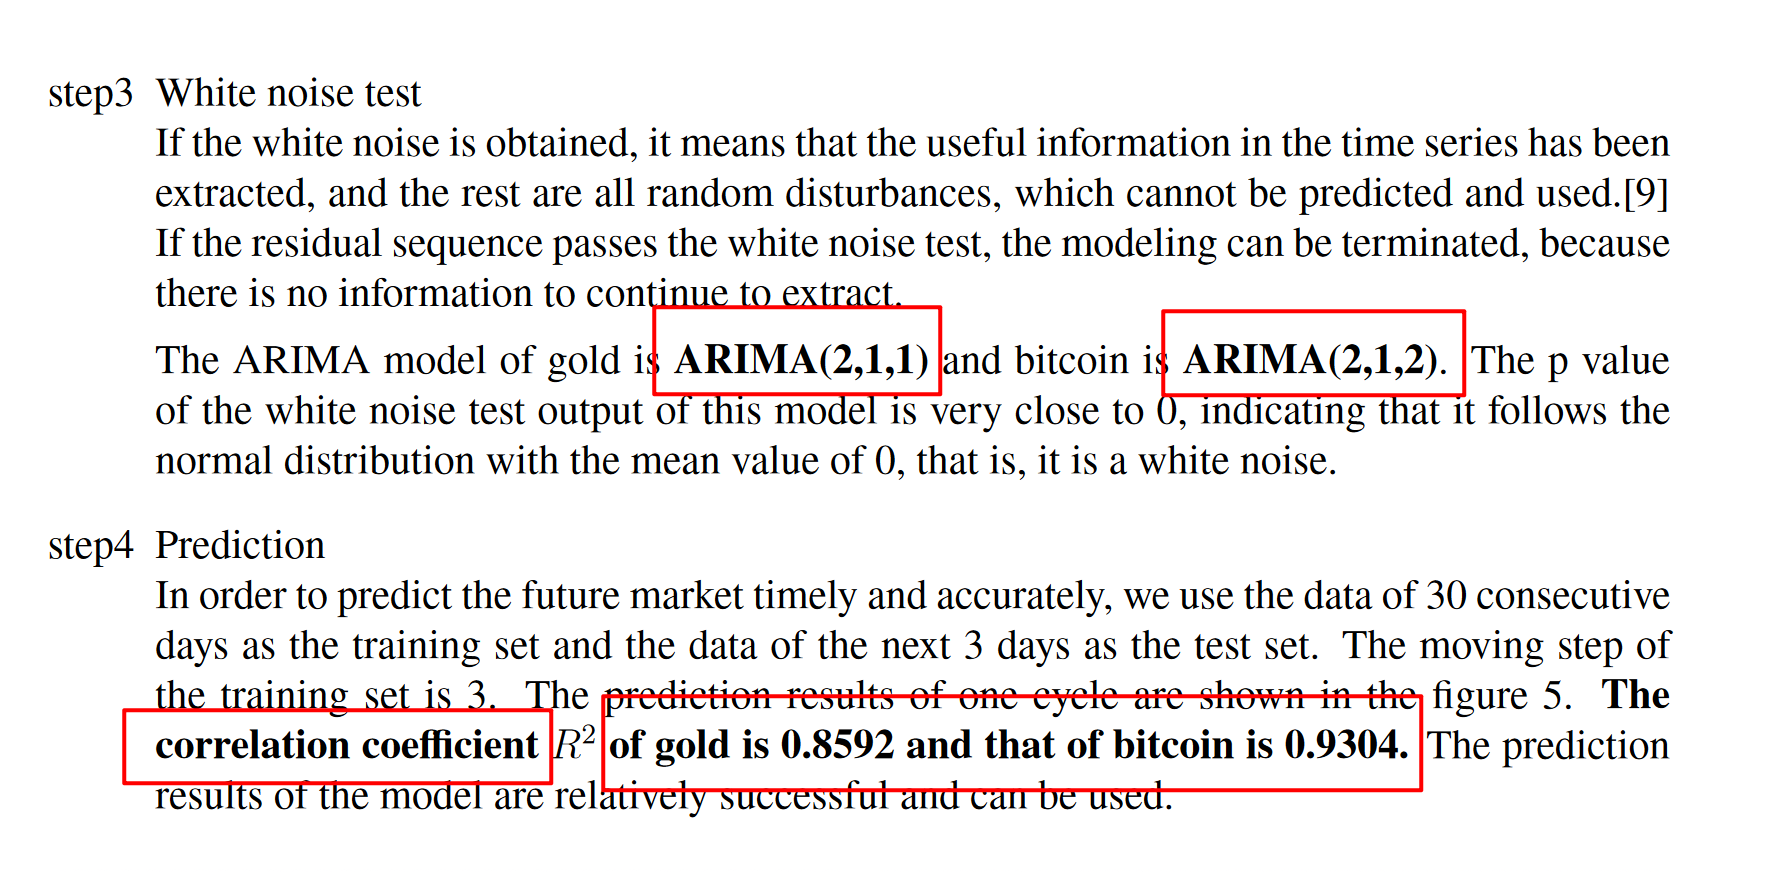 step3 White noise test
If the white noise is obtained, it means that the useful information in the time series has been
extracted, and the rest are all random disturbances, which cannot be predicted and used.[9]
If the residual sequence passes the white noise test, the modeling can be terminated, because
there is no information to continue to extract.
The ARIMA model of gold is ARIMA(2,1,1) and bitcoin is ARIMA(2,1,2). The p value
of the white noise test output of this model is very close to 0, indicating that it follows the
normal distribution with the mean value of 0, that is, it is a white noise.
step4 Prediction
In order to predict the future market timely and accurately, we use the data of 30 consecutive
days as the training set and the data of the next 3 days as the test set. The moving step of
the training set is 3. The prediction results of one cycle are shown in the figure 5. The
correlation coefficient R² of gold is 0.8592 and that of bitcoin is 0.9304. The prediction
results of the model are relatively successful and can be used.